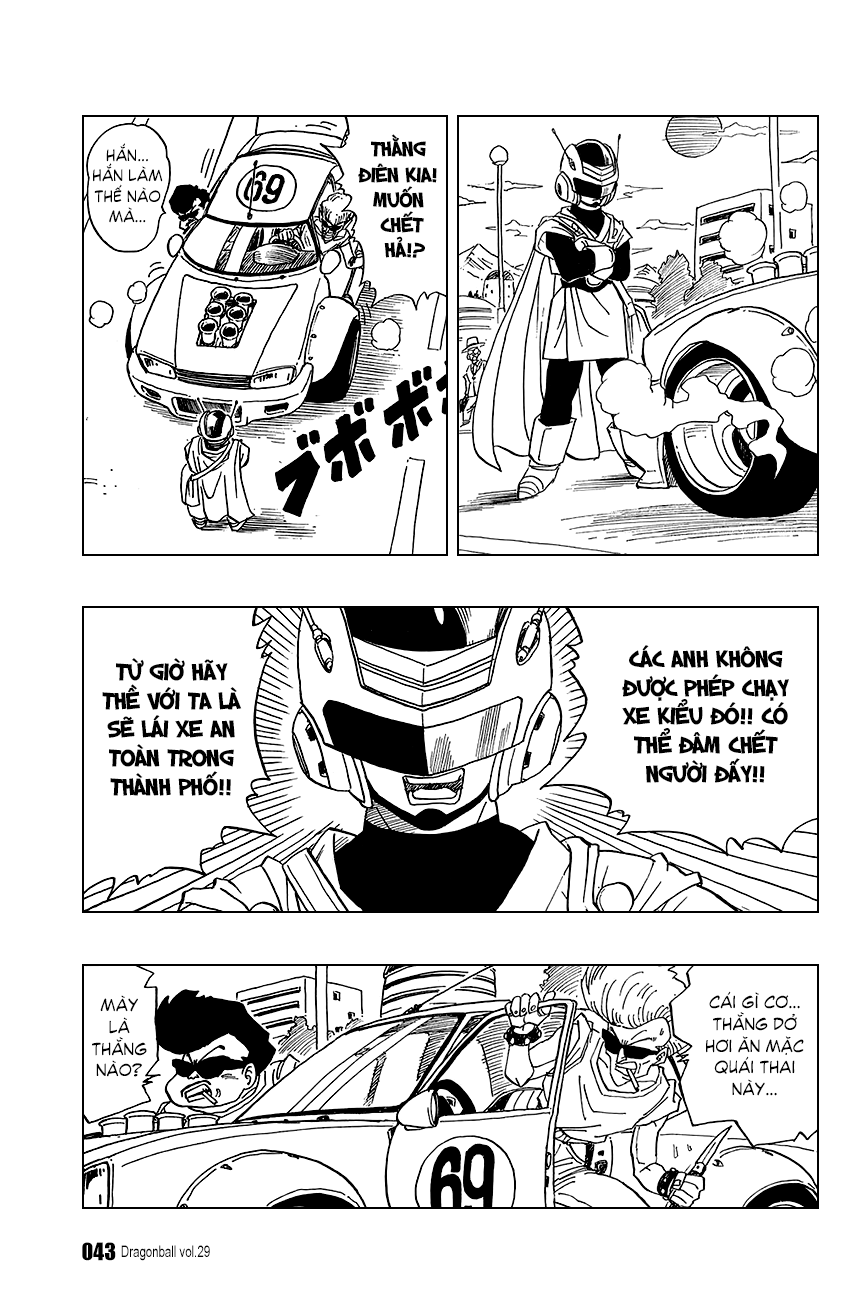 THẰNG
ĐIÊN KIA!
MUỐN
CHẾT
HẢ!?
HẮN...
HẮN LÀM
THẾ NÀO
MÀ...
69
ブボボボ
CÁC ANH KHÔNG
ĐƯỢC PHÉP CHẠY
XE KIỂU ĐÓ!! CÓ
THỂ ĐÂM CHẾT
NGƯỜI ĐẤY!!
TỪ GIỜ HÃY
THỀ VỚI TA LÀ
SẼ LÁI XE AN
TOÀN TRONG
THÀNH PHỐ!!
CÁI GÌ CƠ...
THẰNG DỞ
HƠI ĂN MẶC
QUÁI THAI
NÀY...
MÀY
LÀ
THẰNG
NÀO?
69
043 Dragonball vol.29